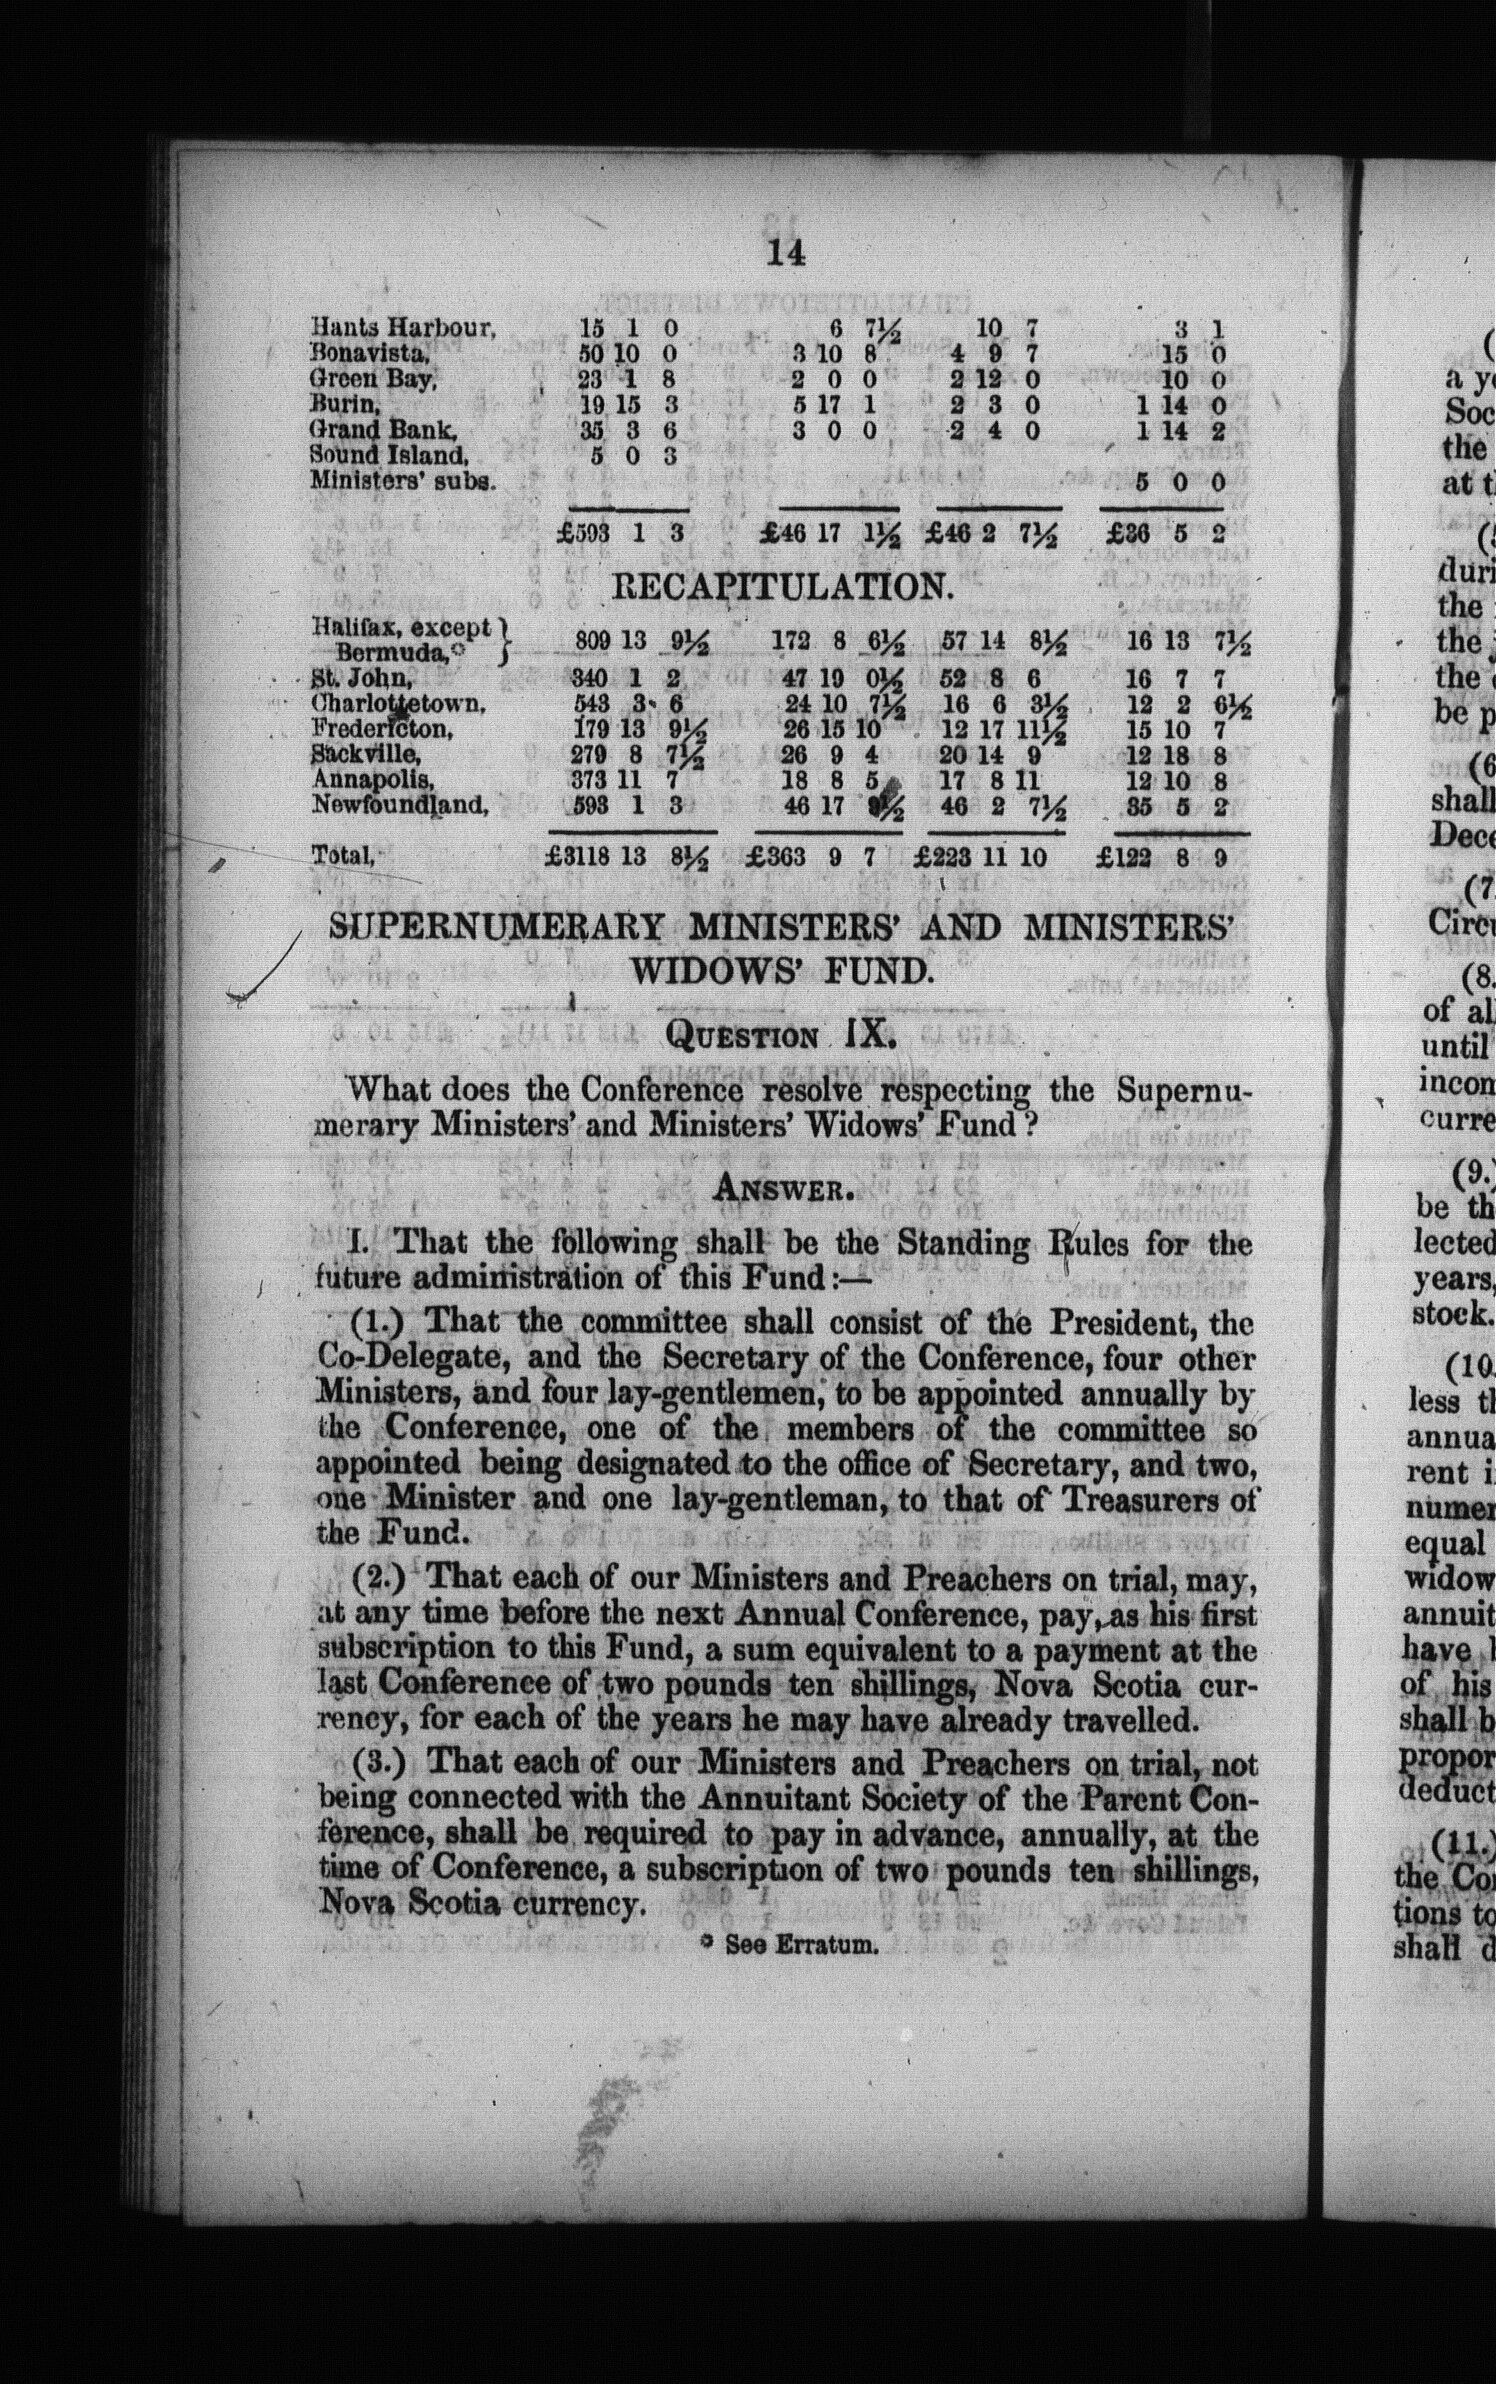 14
Hants Harbour, 15 1 0 6 7½ 10 7 3 1
Bonavista, 50 10 0 3 10 8 4 9 7 15 0
Green Bay, 23 1 8 2 0 0 2 12 0 10 0
Burin, 19 15 3 5 17 1 2 3 0 1 14 0
Grand Bank, 35 3 6 3 0 0 2 4 0 1 14 2
Sound Island, 5 0 3
Ministers' subs. 5 0 0
£593 1 3 £46 17 1½ £46 2 7½ £36 5 2
RECAPITULATION.
Halifax, except
Bermuda,* } 809 13 9½ 172 8 6½ 57 14 8½ 16 13 7½
St. John, 340 1 2 47 19 0½ 52 8 6 16 7 7
Charlottetown, 543 3 6 24 10 7½ 16 6 3½ 12 2 6½
Fredericton, 179 13 9½ 26 15 10 12 17 11½ 15 10 7
Sackville, 279 8 7½ 26 9 4 20 14 9 12 18 8
Annapolis, 373 11 7 18 8 5 17 8 11 12 10 8
Newfoundland, 593 1 3 46 17 46 2 7½ 35 5 2
Total, £3118 13 8½ £363 9 7 £223 11 10 £122 8 9
SUPERNUMERARY MINISTERS' AND MINISTERS'
WIDOWS' FUND.
QUESTION IX.
What does the Conference resolve respecting the Supernu-
merary Ministers' and Ministers' Widows' Fund?
ANSWER.
I. That the following shall be the Standing Rules for the
future administration of this Fund:—
(1.) That the committee shall consist of the President, the
Co-Delegate, and the Secretary of the Conference, four other
Ministers, and four lay-gentlemen, to be appointed annually by
the Conference, one of the members of the committee so
appointed being designated to the office of Secretary, and two,
one Minister and one lay-gentleman, to that of Treasurers of
the Fund.
(2.) That each of our Ministers and Preachers on trial, may,
at any time before the next Annual Conference, pay, as his first
subscription to this Fund, a sum equivalent to a payment at the
last Conference of two pounds ten shillings, Nova Scotia cur-
rency, for each of the years he may have already travelled.
(3.) That each of our Ministers and Preachers on trial, not
being connected with the Annuitant Society of the Parent Con-
ference, shall be required to pay in advance, annually, at the
time of Conference, a subscription of two pounds ten shillings,
Nova Scotia currency.
* See Erratum.